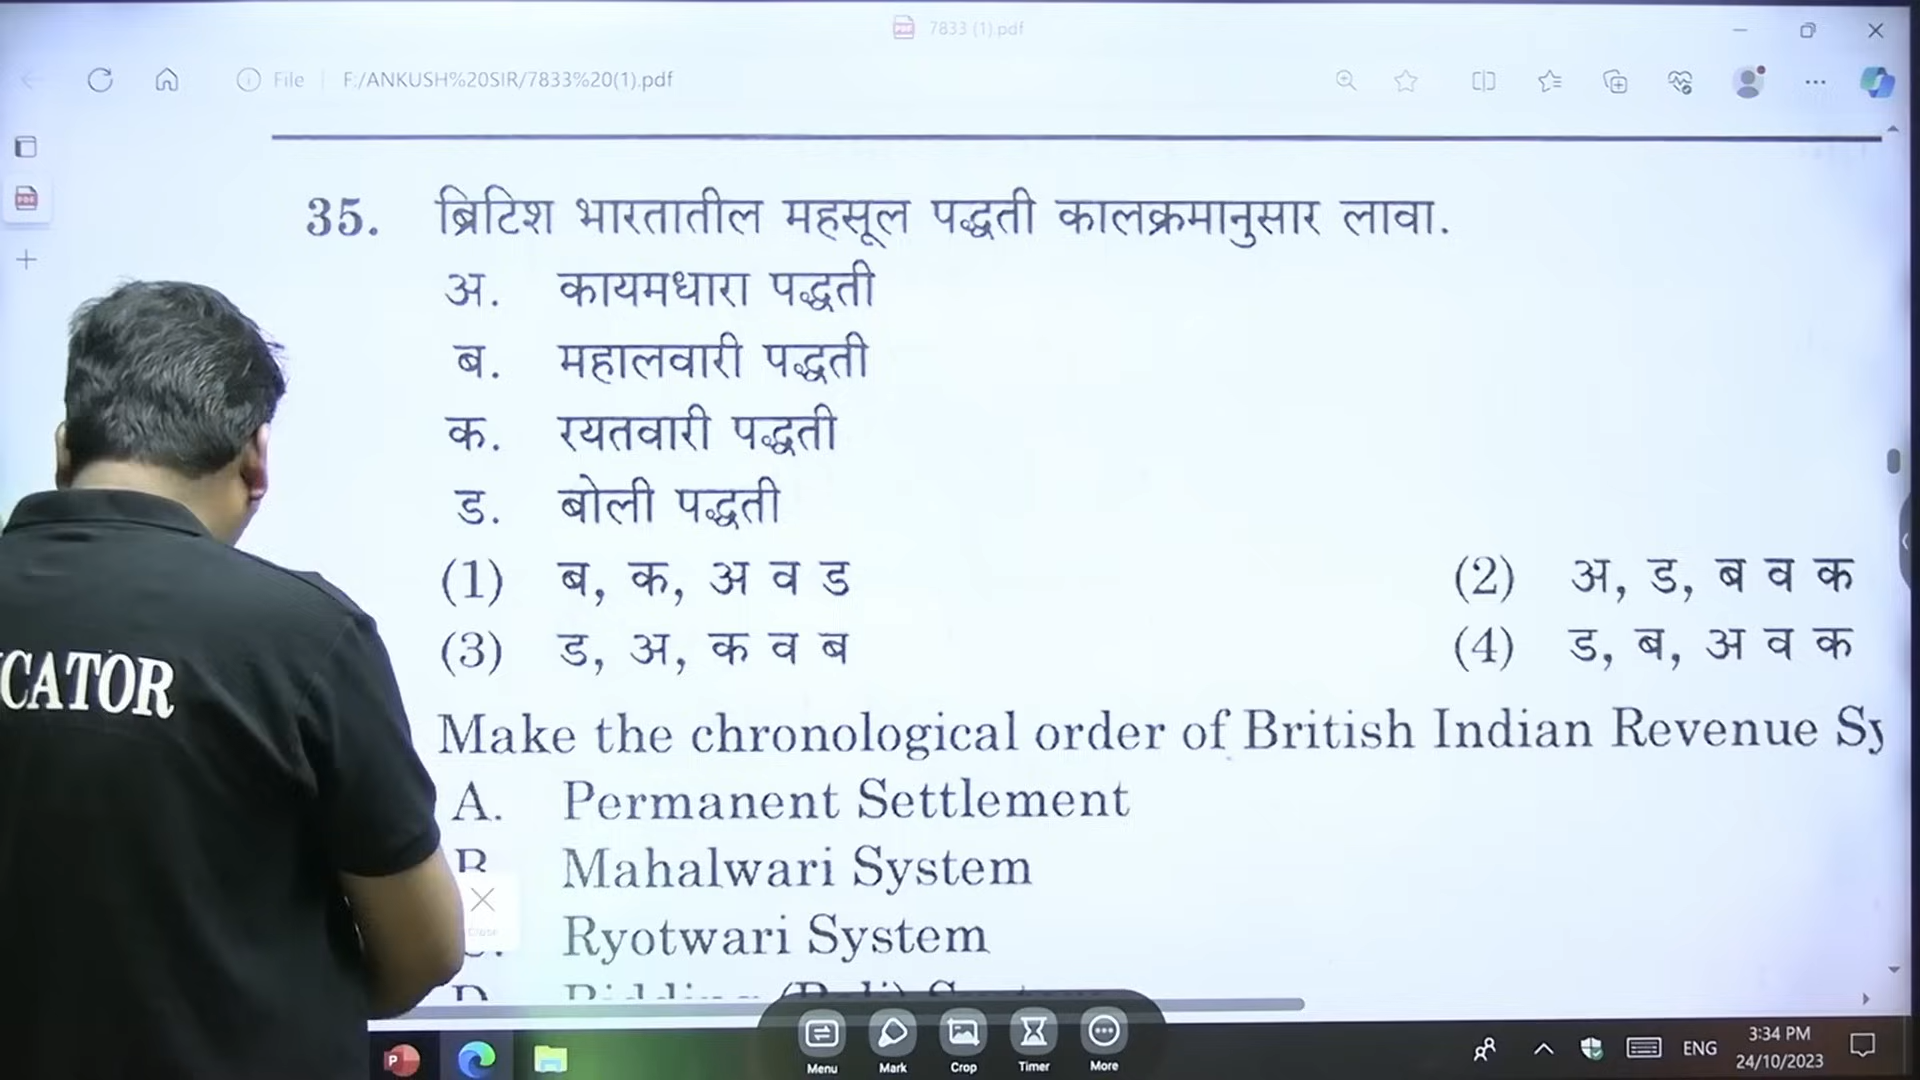 7833 (1).pdf
File F:/ANKUSH%20SIR/7833%20(1).pdf
35. ब्रिटिश भारतातील महसूल पद्धती कालक्रमानुसार लावा.
अ. कायमधारा पद्धती
ब. महालवारी पद्धती
क. रयतवारी पद्धती
ड. बोली पद्धती
(1) ब, क, अ व ड (2) अ, ड, ब व क
(3) ड, अ, क व ब (4) ड, ब, अ व क
Make the chronological order of British Indian Revenue Sy
A. Permanent Settlement
B Mahalwari System
Ryotwari System
Close
CATOR
Menu Mark Crop Timer More
ENG 3:34 PM
24/10/2023